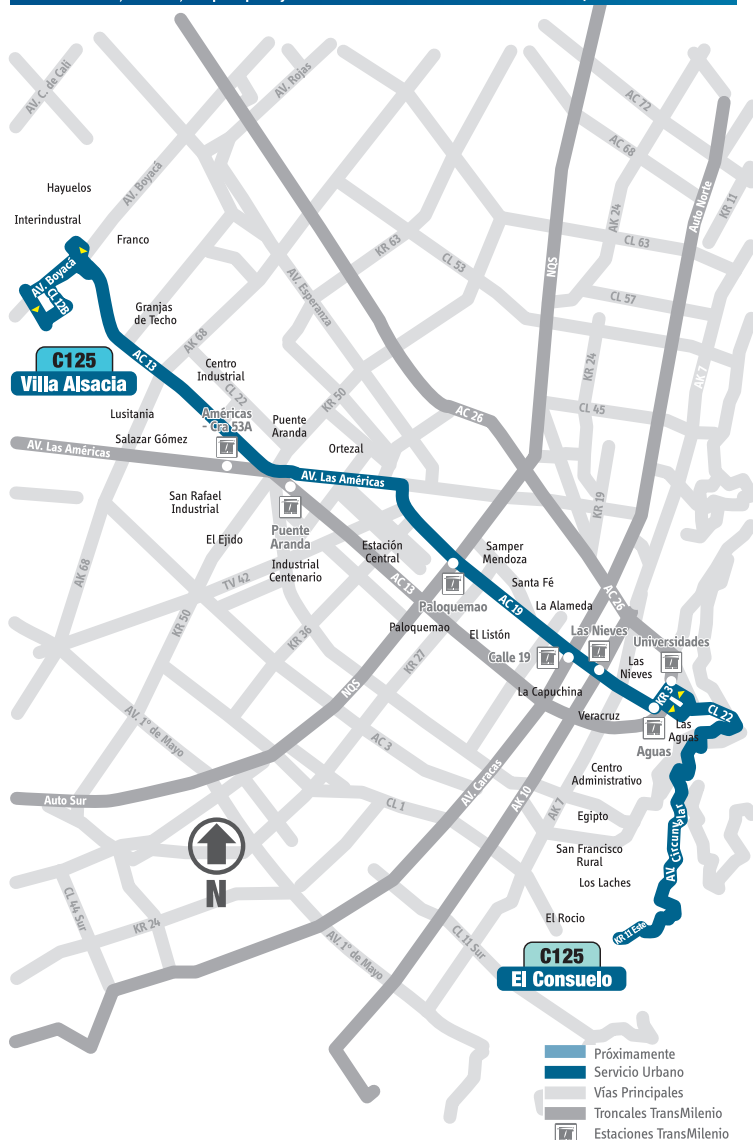 AV. C. de Cali
AV. Rojas
AC 72
AC 68
AV. Boyacá
Hayuelos
Interindustrial
Franco
AK 24
KR 11
Auto Norte
KR 63
CL 53
CL 63
NQS
AV. Boyacá
CL 12B
AV. Esperanza
CL 57
Granjas
de Techo
AK 68
AC 13
C125
Villa Alsacia
Centro
Industrial
CL 22
KR 50
KR 24
AK 7
AC 26
CL 45
Lusitania
Américas
- Cra 53A
Puente
Aranda
Salazar Gómez
Ortezal
AV. Las Américas
AV. Las Américas
San Rafael
Industrial
KR 19
Puente
Aranda
El Ejido
Estación
Central
Samper
Mendoza
Industrial
Centenario
AK 68
TV 42
AC 13
Santa Fé
Paloquemao
AC 19
La Alameda
AC 26
KR 50
KR 36
Paloquemao
El Listón
Las Nieves
Universidades
Calle 19
KR 27
Las
Nieves
NQS
La Capuchina
KR 3
AV. 1° de Mayo
Veracruz
CL 22
Las
Aguas
AC 3
Aguas
Centro
Administrativo
AV. Caracas
Auto Sur
CL 1
AK 10
AK 7
Egipto
AV. Circunvalar
San Francisco
Rural
Los Laches
N
CL 44 Sur
KR 24
El Rocio
AV. 1° de Mayo
CL 11 Sur
KR 11 Este
C125
El Consuelo
Próximamente
Servicio Urbano
Vías Principales
Troncales TransMilenio
Estaciones TransMilenio